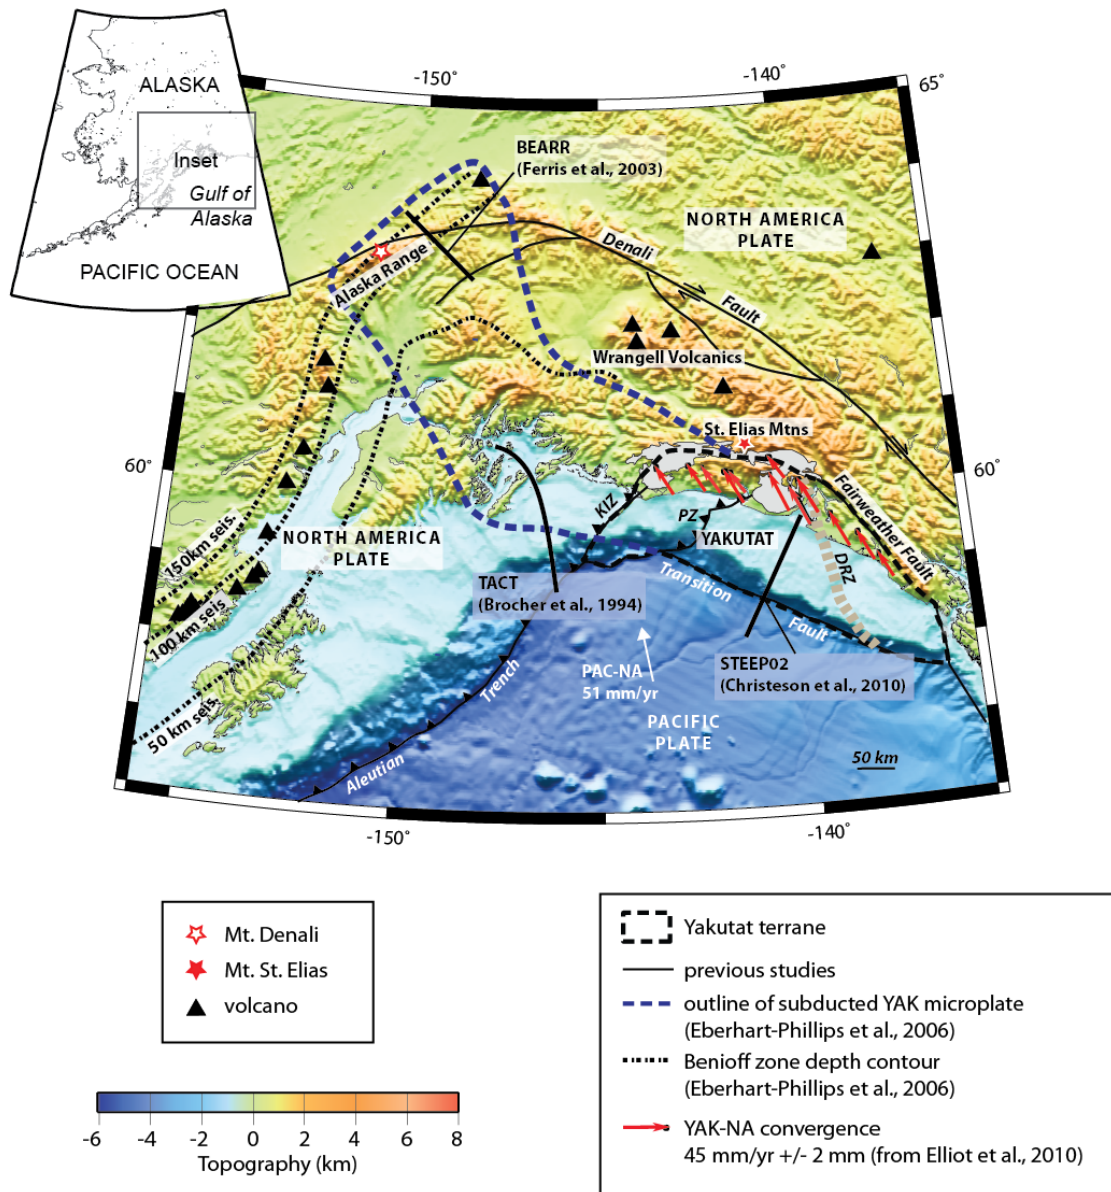 -150˚
-140˚
65˚
ALASKA
Inset
Gulf of
Alaska
PACIFIC OCEAN
BEARR
(Ferris et al., 2003)
NORTH AMERICA
PLATE
Denali
Fault
Alaska Range
Wrangell Volcanics
St. Elias Mtns
60˚
60˚
KIZ
PZ
YAKUTAT
Fairweather Fault
DRZ
150km seis.
100 km seis
50 km seis.
NORTH AMERICA
PLATE
TACT
(Brocher et al., 1994)
Transition
Fault
STEEP02
(Christeson et al., 2010)
PAC-NA
51 mm/yr
PACIFIC
PLATE
Aleutian
Trench
50 km
-150˚
-140˚
Mt. Denali
Mt. St. Elias
volcano
-6 -4 -2 0 2 4 6 8
Topography (km)
Yakutat terrane
previous studies
outline of subducted YAK microplate
(Eberhart-Phillips et al., 2006)
Benioff zone depth contour
(Eberhart-Phillips et al., 2006)
YAK-NA convergence
45 mm/yr +/- 2 mm (from Elliot et al., 2010)